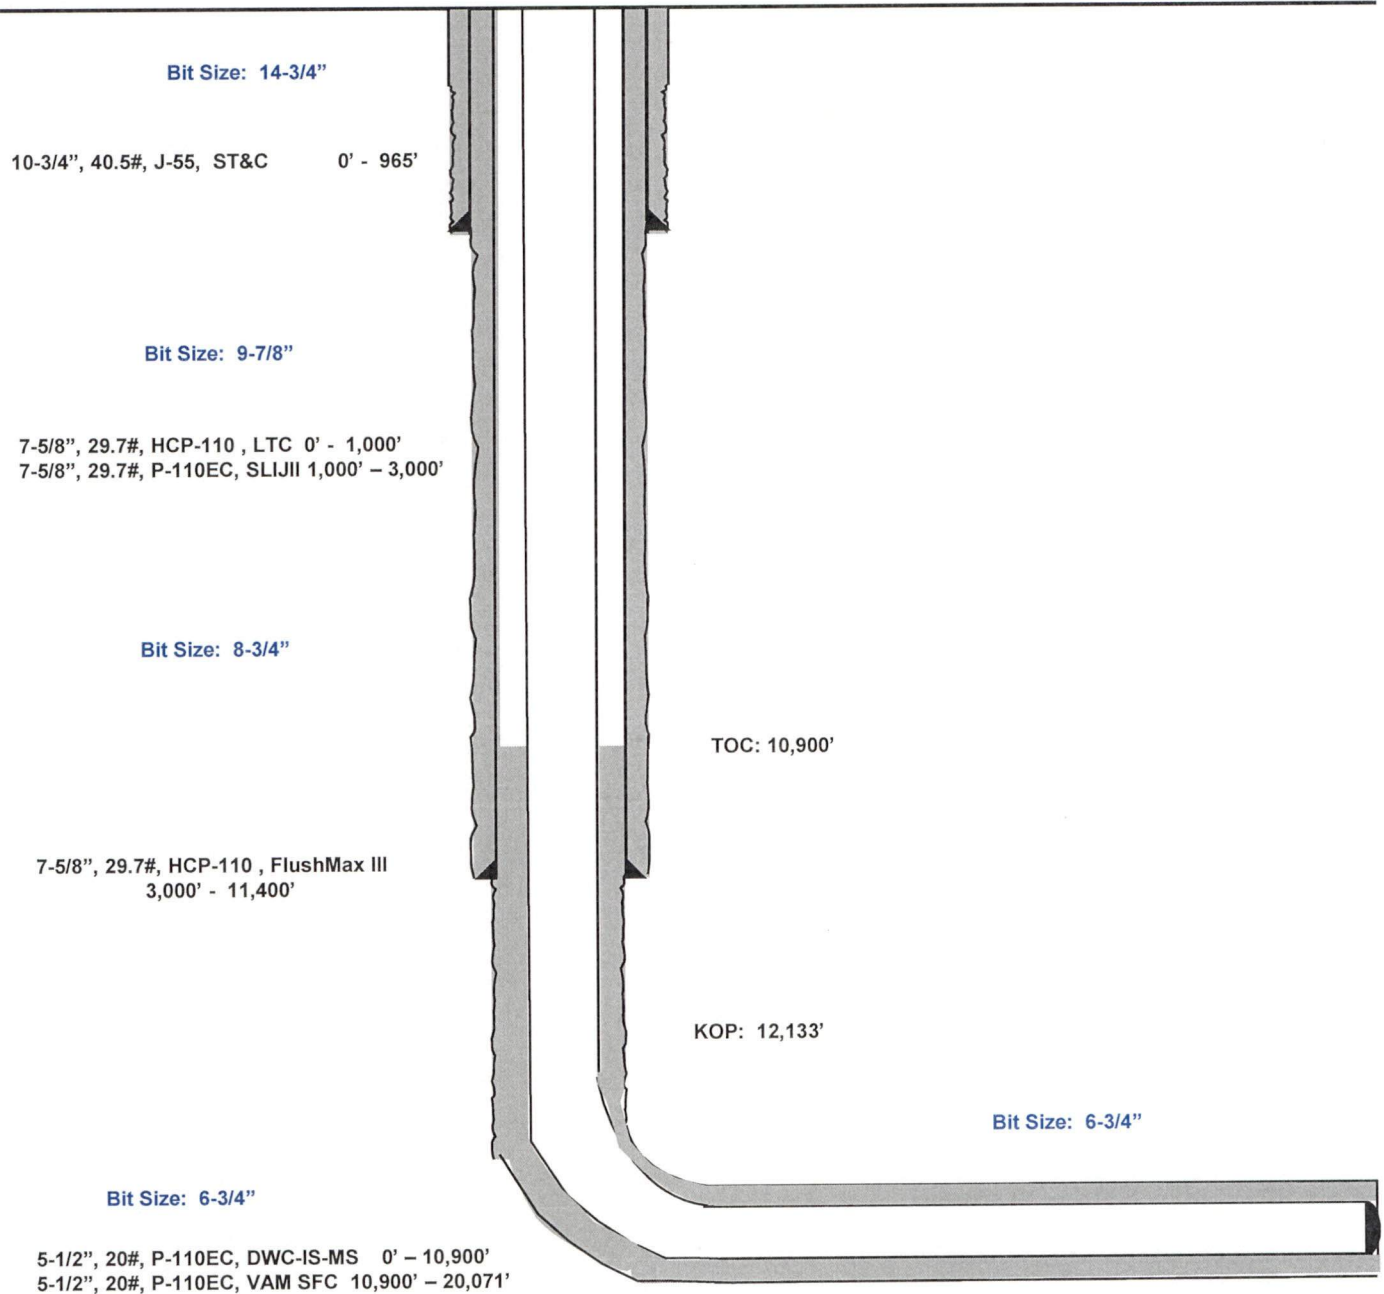 Bit Size: 14-3/4”
10-3/4”, 40.5#, J-55, ST&C 0’ - 965’
Bit Size: 9-7/8”
7-5/8”, 29.7#, HCP-110 , LTC 0’ - 1,000’
7-5/8”, 29.7#, P-110EC, SLIJII 1,000’ – 3,000’
Bit Size: 8-3/4”
TOC: 10,900’
7-5/8”, 29.7#, HCP-110 , FlushMax III
3,000’ - 11,400’
KOP: 12,133’
Bit Size: 6-3/4”
Bit Size: 6-3/4”
5-1/2”, 20#, P-110EC, DWC-IS-MS 0’ – 10,900’
5-1/2”, 20#, P-110EC, VAM SFC 10,900’ – 20,071’